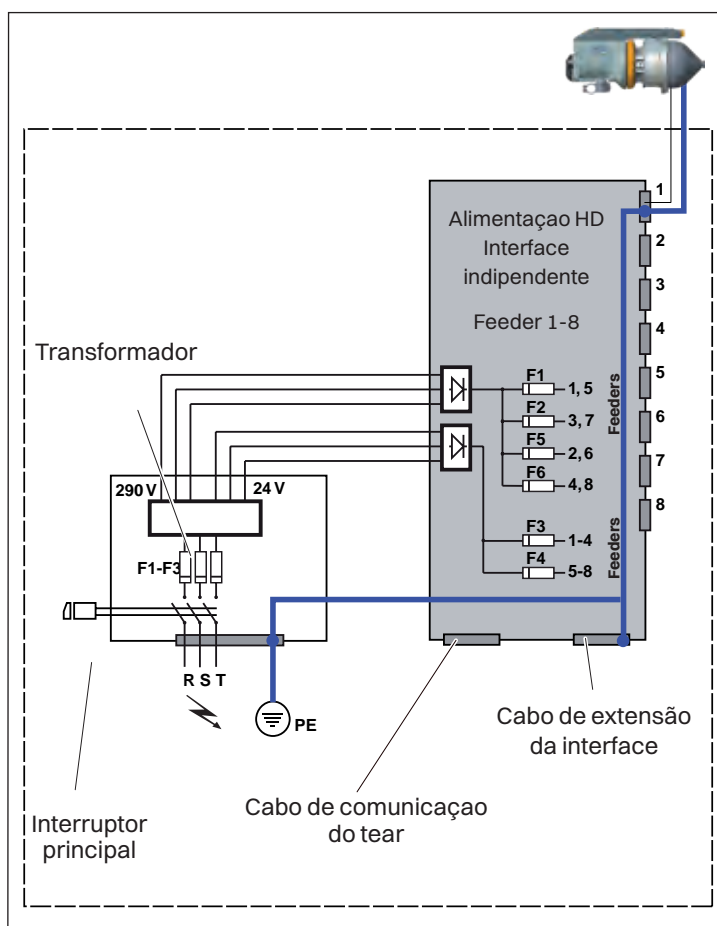 1
Alimentaçao HD
Interface
indipendente
Feeder 1-8
2
3
4
5
6
7
8
Transformador
F1
1, 5
F2
3, 7
F5
2, 6
F6
4, 8
Feeders
F3
1-4
F4
5-8
Feeders
290 V
24 V
F1-F3
R S T
PE
Cabo de extensão
da interface
Cabo de comunicaçao
do tear
Interruptor
principal